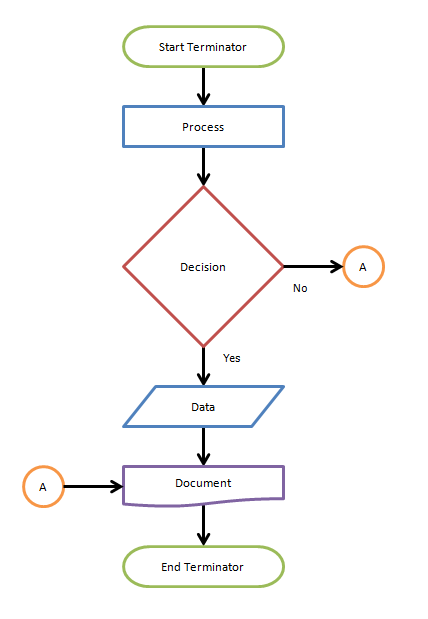 Start Terminator
Process
Decision
A
No
Yes
Data
Document
A
End Terminator